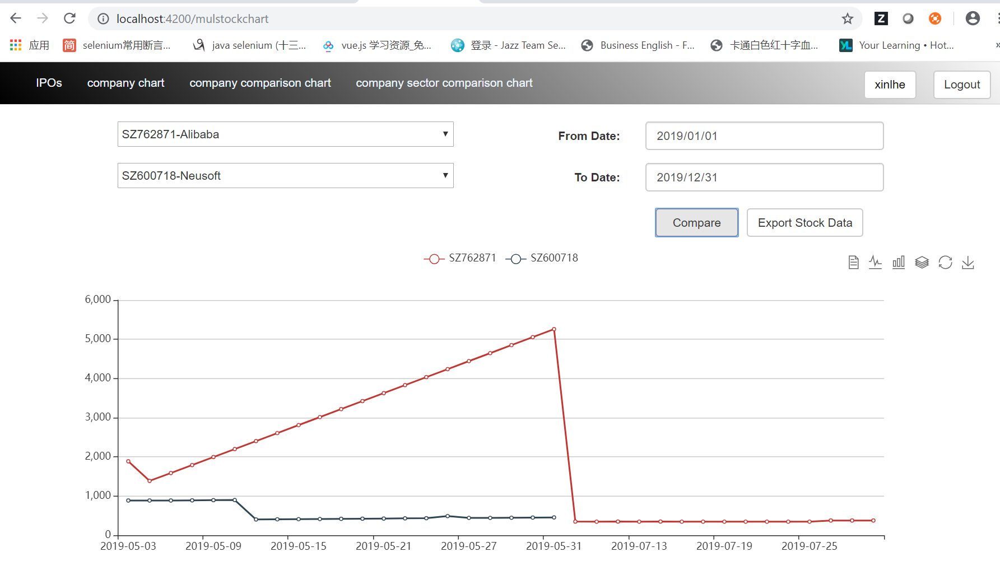 localhost:4200/mulstockchart
Z
应用 简 selenium常用断言... java selenium (十三... vue.js 学习资源_免... 登录 - Jazz Team Se... Business English - F... 卡通白色红十字血... YL Your Learning • Hot... »
IPOs company chart company comparison chart company sector comparison chart xinlhe Logout
SZ762871-Alibaba From Date: 2019/01/01
SZ600718-Neusoft To Date: 2019/12/31
Compare Export Stock Data
SZ762871 SZ600718
6,000
5,000
4,000
3,000
2,000
1,000
0
2019-05-03 2019-05-09 2019-05-15 2019-05-21 2019-05-27 2019-05-31 2019-07-13 2019-07-19 2019-07-25